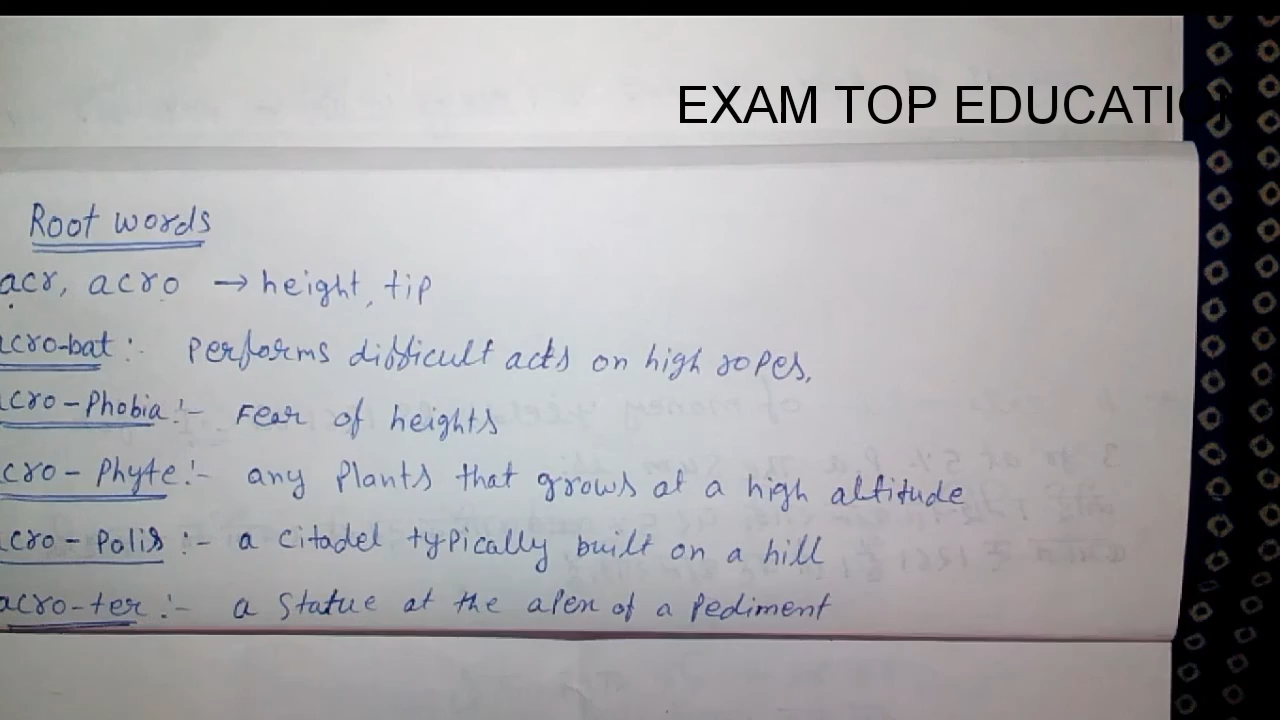 EXAM TOP EDUCATION
Root words
acr, acro → height, tip
cro-bat :- performs difficult acts on high ropes.
cro-Phobia :- Fear of heights
cro-Phyte :- any Plants that grows at a high altitude
cro-Polis :- a citadel typically built on a hill
acro-ter :- a statue at the apex of a Pediment